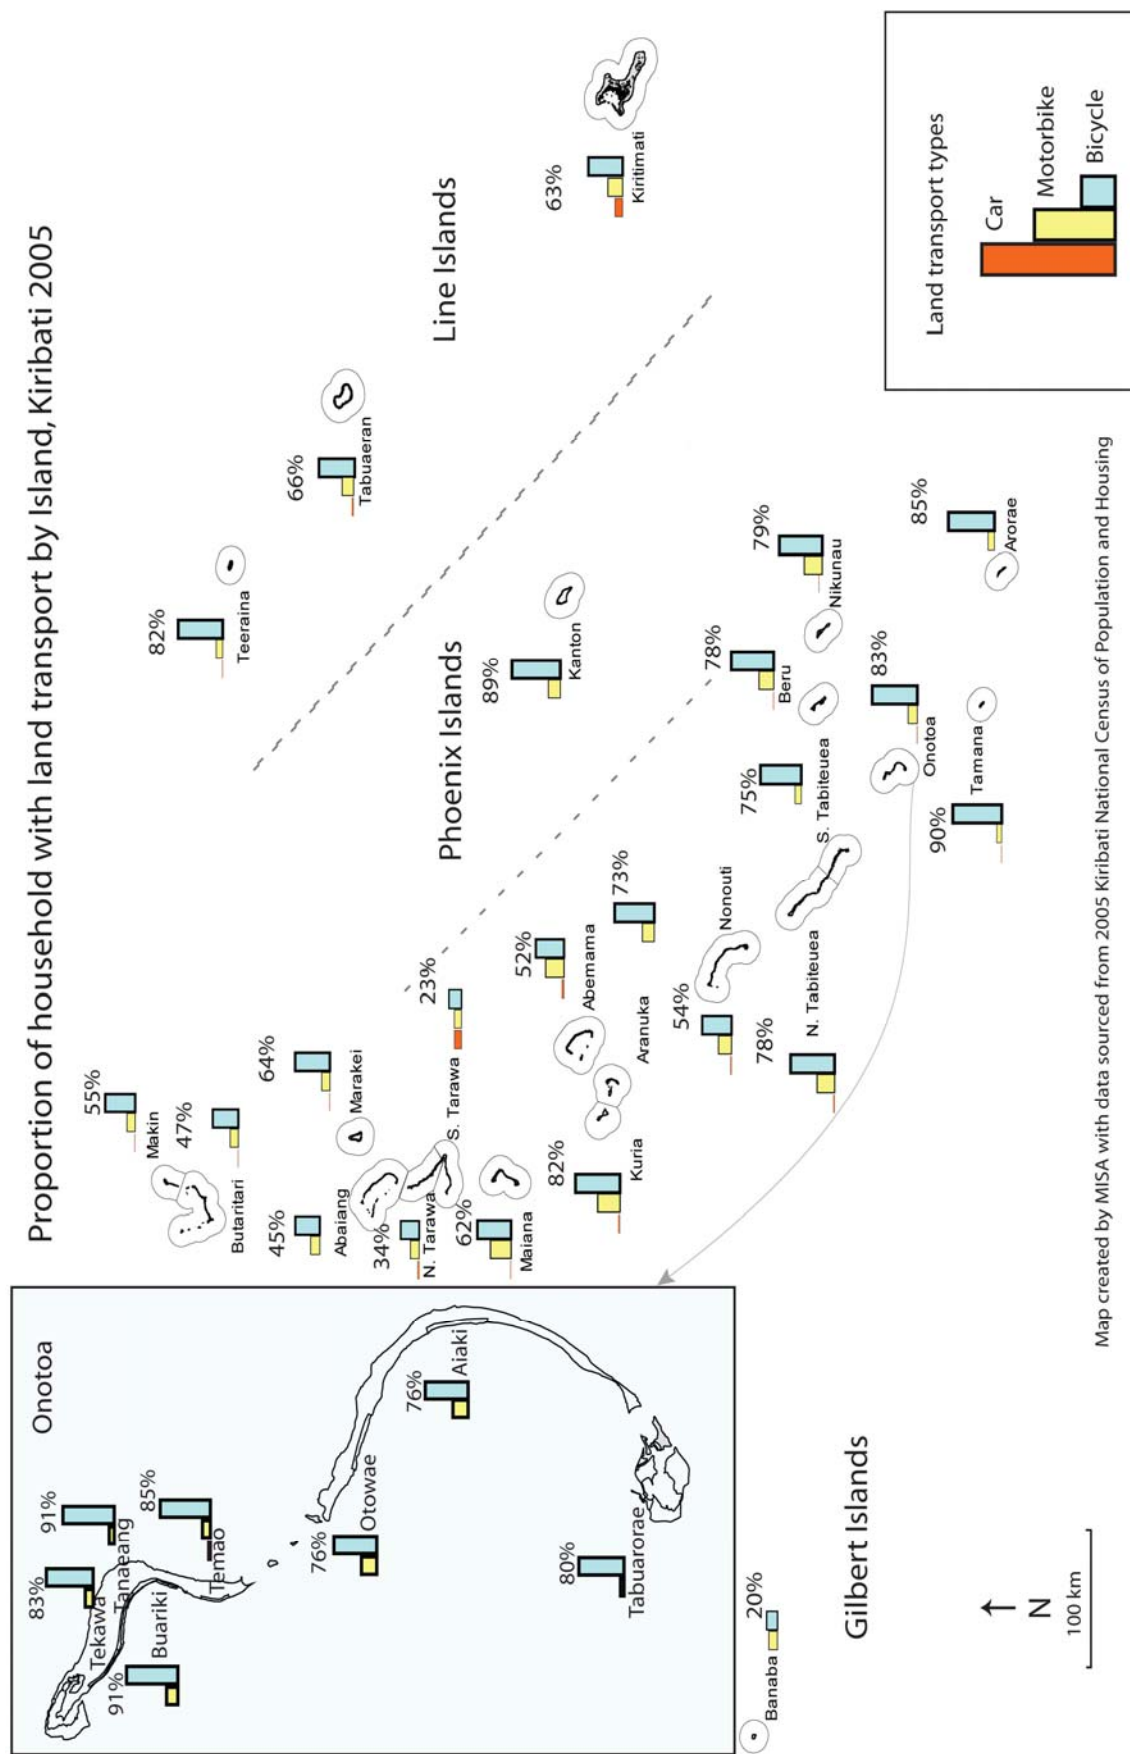 Proportion of household with land transport by Island, Kiribati 2005
Onotoa
83%
Tekawa
91%
Tanaeang
91%
Buariki
85%
Temao
76%
Otowae
76%
Aiaki
80%
Tabuarorae
20%
Banaba
Gilbert Islands
N
100 km
55%
Makin
47%
Butaritari
64%
Marakei
45%
Abaiang
34%
N. Tarawa
23%
S. Tarawa
62%
Maiana
52%
Abemama
82%
Kuria
73%
Aranuka
54%
Nonouti
78%
N. Tabiteuea
75%
S. Tabiteuea
78%
Beru
79%
Nikunau
83%
Onotoa
90%
Tamana
85%
Arorae
Phoenix Islands
89%
Kanton
Line Islands
82%
Teeraina
66%
Tabuaeran
63%
Kiritimati
Land transport types
Car
Motorbike
Bicycle
Map created by MISA with data sourced from 2005 Kiribati National Census of Population and Housing